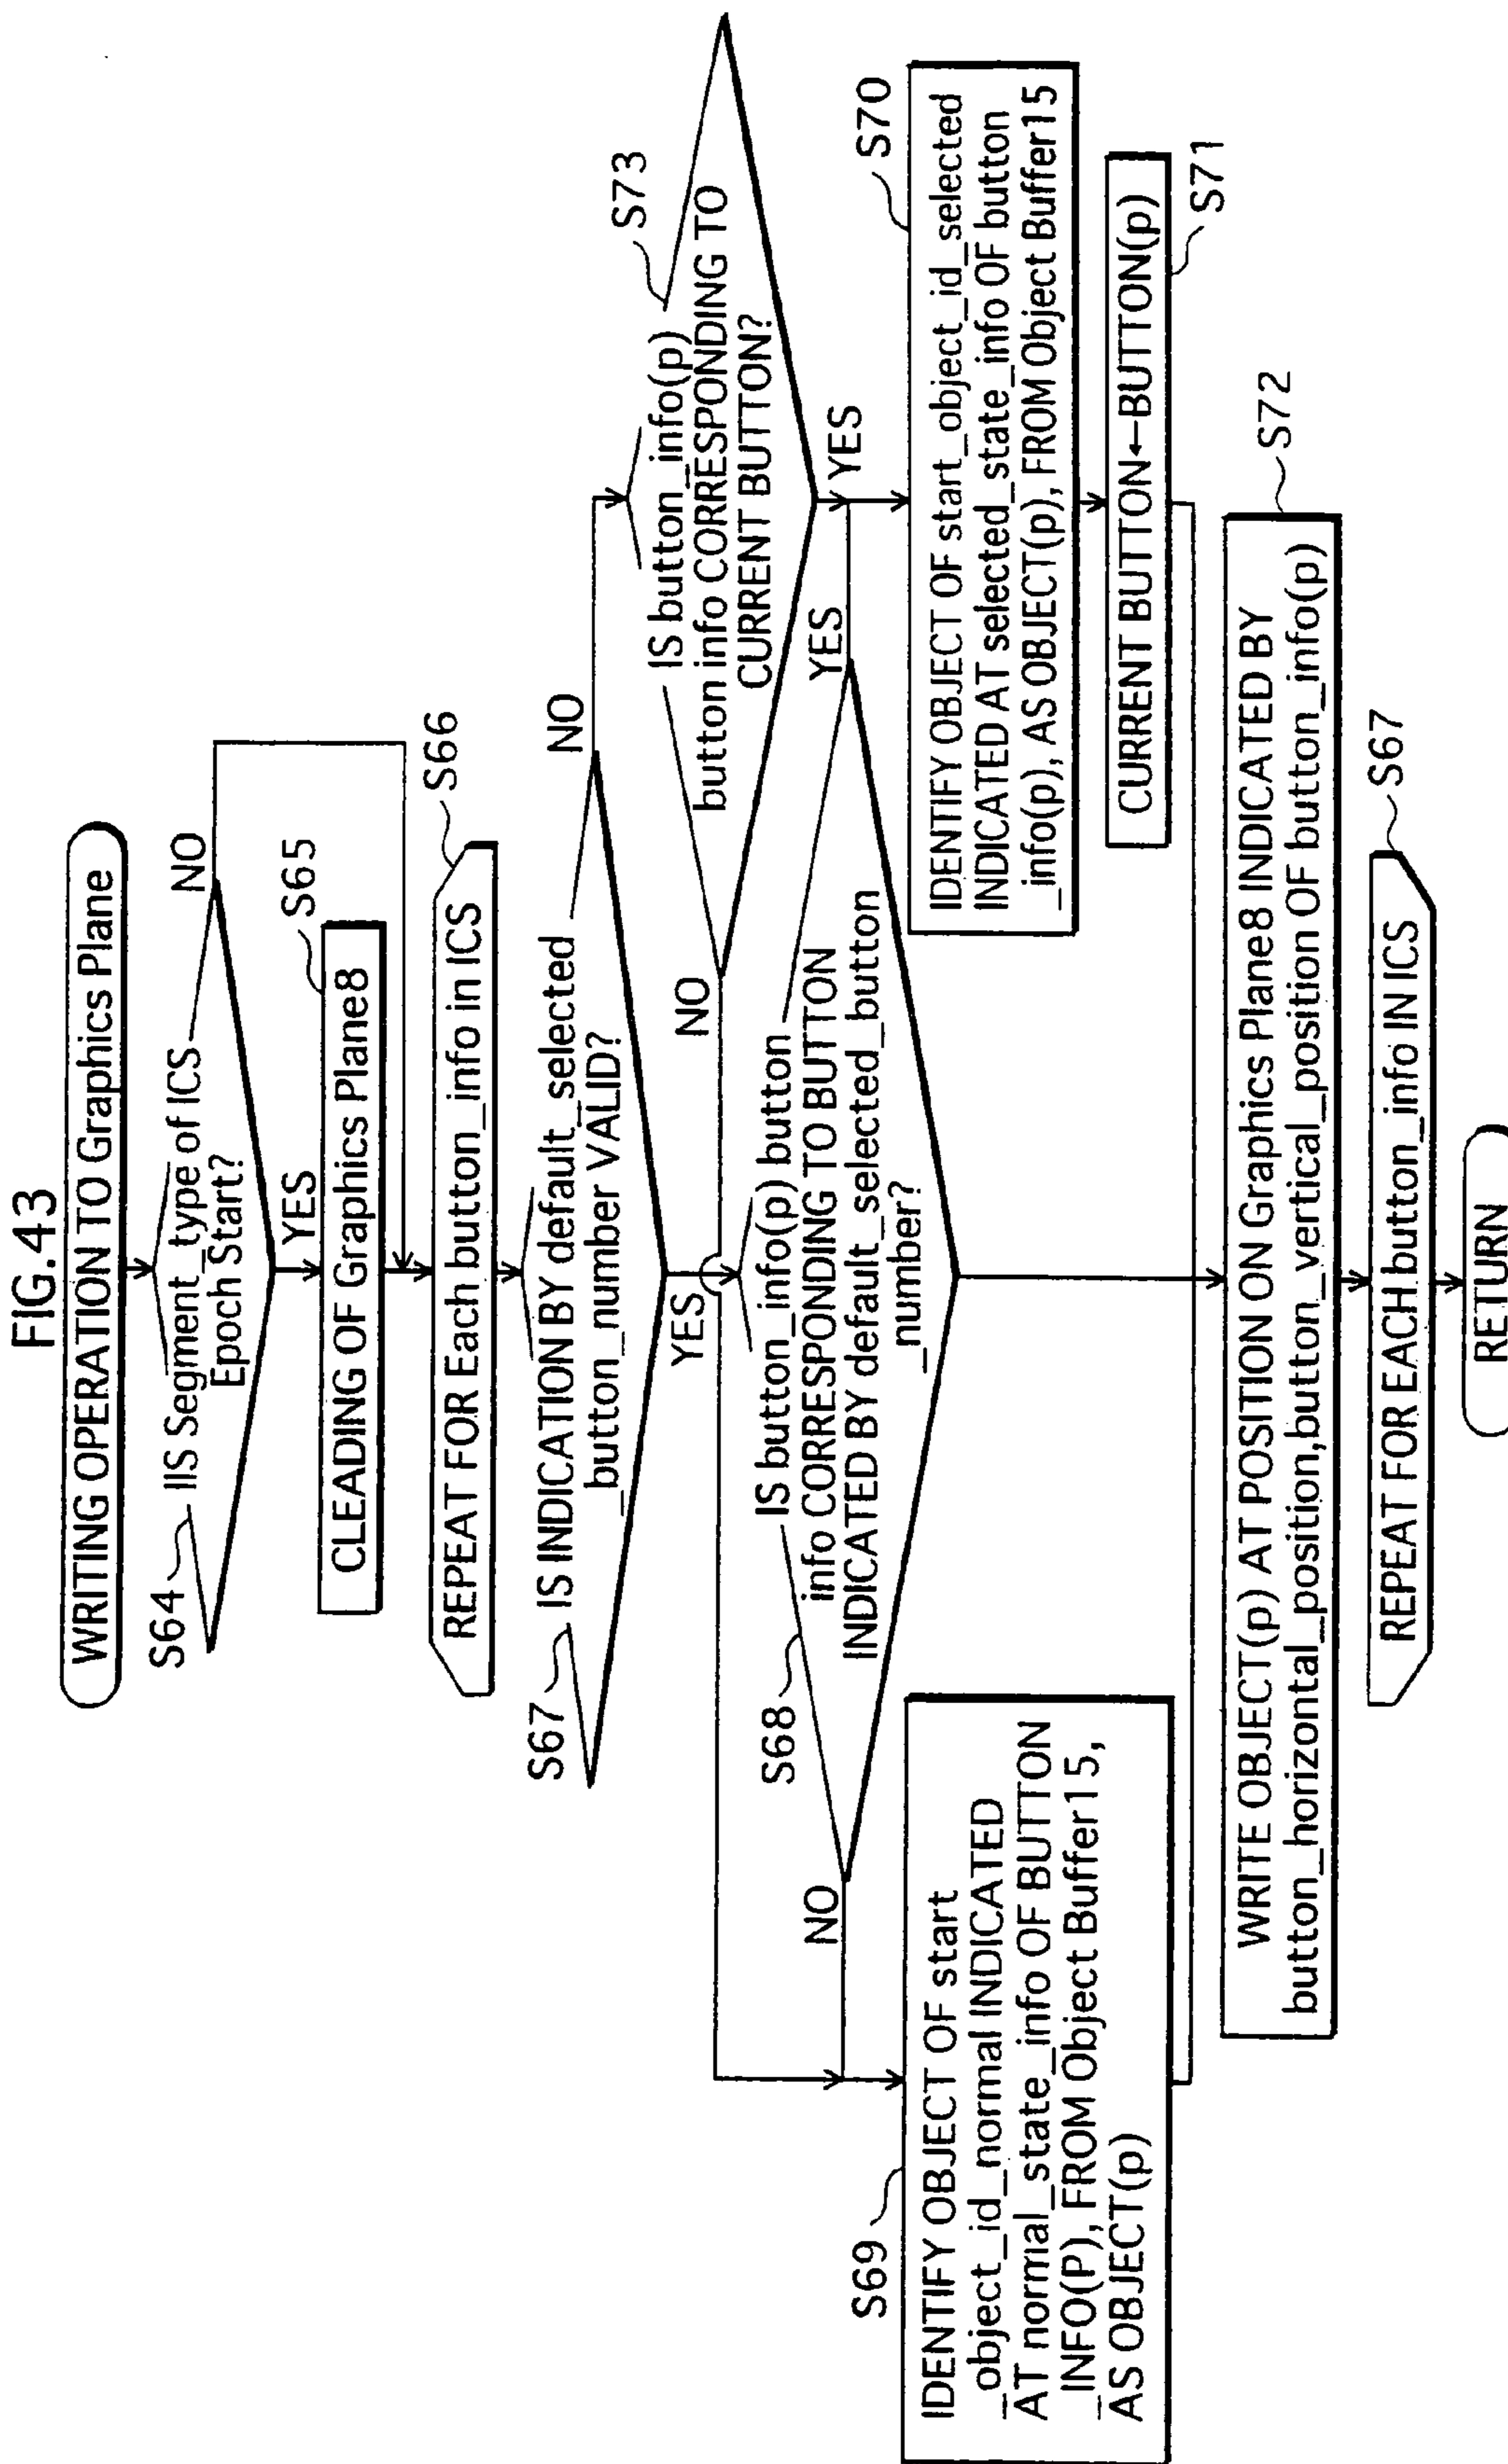 FIG.43
WRITING OPERATION TO Graphics Plane
S64
IIS Segment_type of ICS
Epoch Start?
NO
YES
S65
CLEADING OF Graphics Plane8
S66
REPEAT FOR Each button_info in ICS
S67
IS INDICATION BY default_selected
_button_number VALID?
NO
YES
S73
IS button_info(p)
button info CORRESPONDING TO
CURRENT BUTTON?
NO
YES
S68
IS button_info(p) button
info CORRESPONDING TO BUTTON
INDICATED BY default_selected_button
_number?
NO
YES
S69
IDENTIFY OBJECT OF start
_object_id_normal INDICATED
AT normal_state_info OF BUTTON
_INFO(P), FROM Object Buffer15,
AS OBJECT(p)
S70
IDENTIFY OBJECT OF start_object_id_selected
INDICATED AT selected_state_info OF button
_info(p), AS OBJECT(p), FROM Object Buffer15
CURRENT BUTTON←BUTTON(p)
S71
S72
WRITE OBJECT(p) AT POSITION ON Graphics Plane8 INDICATED BY
button_horizontal_position,button_vertical_position OF button_info(p)
S67
REPEAT FOR EACH button_info IN ICS
RETURN